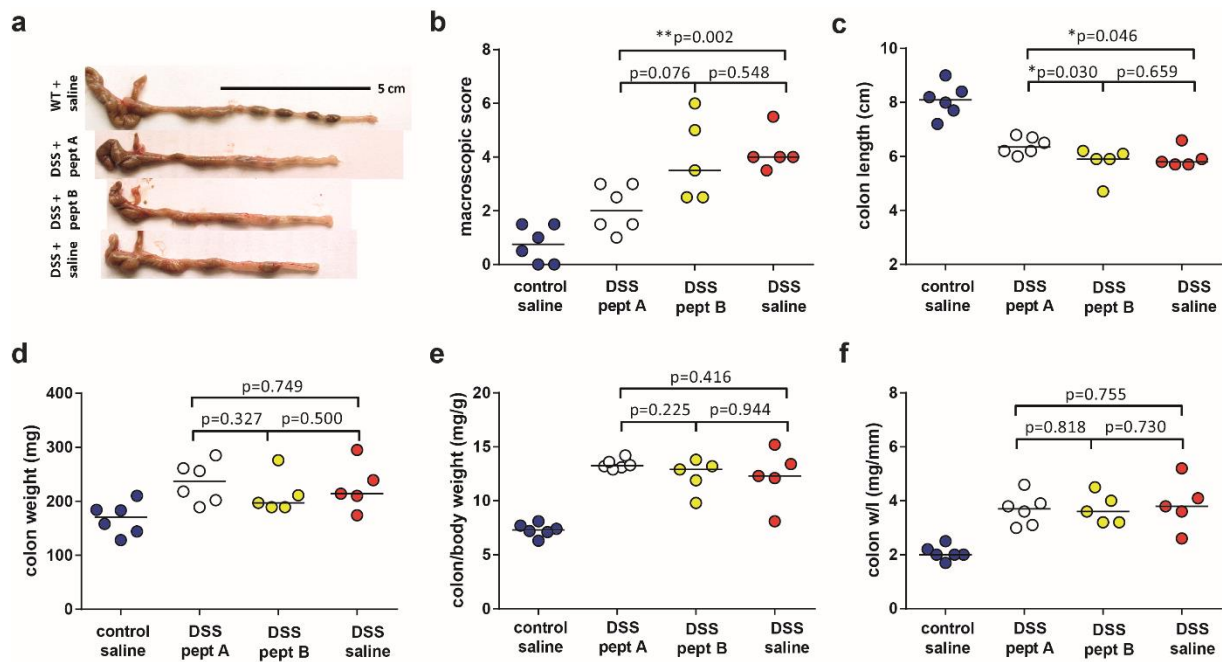 a
WT +
saline
5 cm
DSS +
pept A
DSS +
pept B
DSS +
saline
b
macroscopic score
8
6
4
2
0
**p=0.002
p=0.076
p=0.548
control
saline
DSS
pept A
DSS
pept B
DSS
saline
c
colon length (cm)
10
8
6
4
2
*p=0.046
*p=0.030
p=0.659
control
saline
DSS
pept A
DSS
pept B
DSS
saline
d
colon weight (mg)
400
300
200
100
0
p=0.749
p=0.327
p=0.500
control
saline
DSS
pept A
DSS
pept B
DSS
saline
e
colon/body weight (mg/g)
20
15
10
5
0
p=0.416
p=0.225
p=0.944
control
saline
DSS
pept A
DSS
pept B
DSS
saline
f
colon w/l (mg/mm)
8
6
4
2
0
p=0.755
p=0.818
p=0.730
control
saline
DSS
pept A
DSS
pept B
DSS
saline